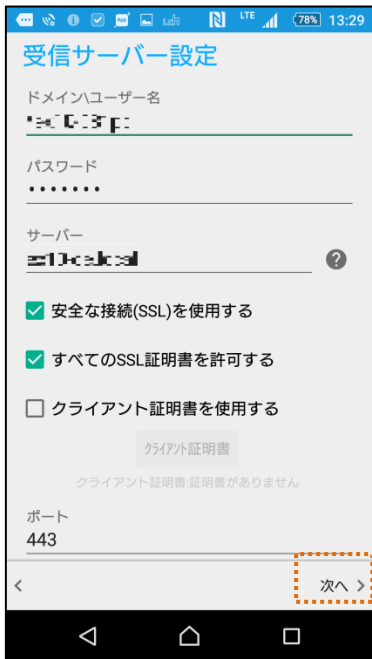 LTE 78% 13:29
受信サーバー設定
ドメイン\ユーザー名
パスワード
•••••••
サーバー
安全な接続(SSL)を使用する
すべてのSSL証明書を許可する
クライアント証明書を使用する
クライアント証明書
クライアント証明書:証明書がありません
ポート
443
次へ